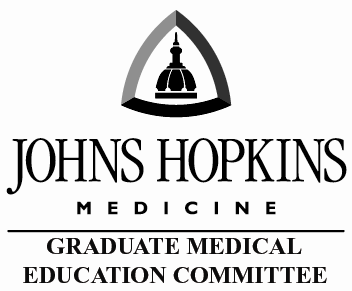 JOHNS HOPKINS
MEDICINE
GRADUATE MEDICAL
EDUCATION COMMITTEE